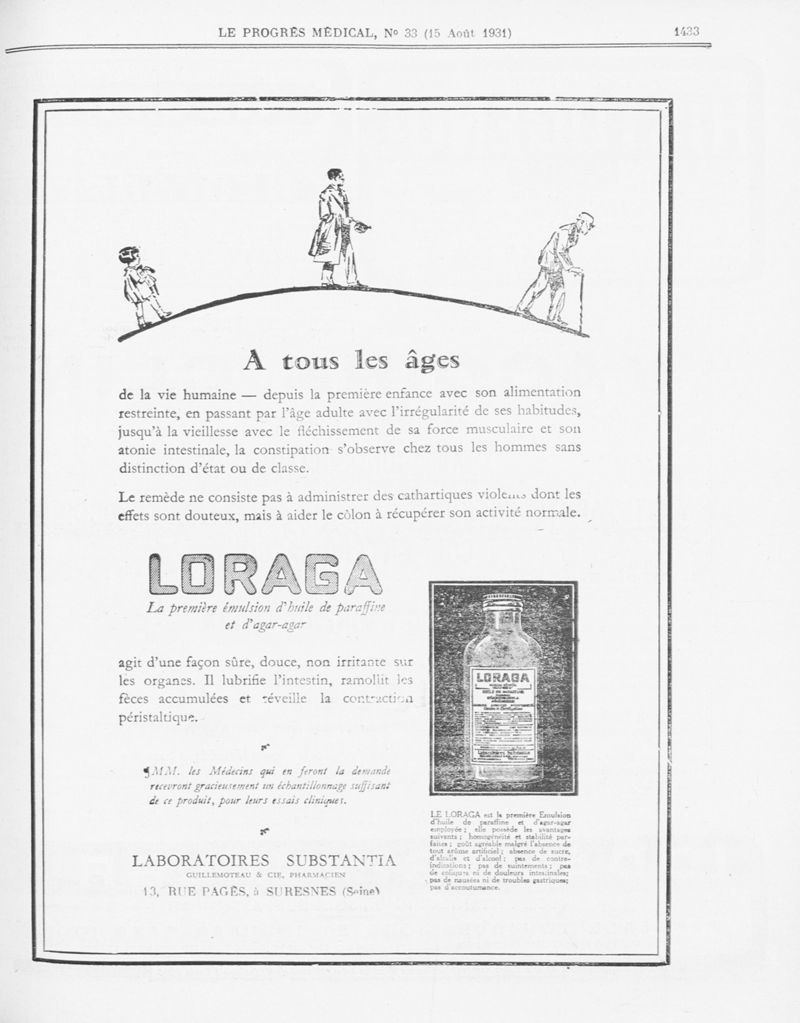 LE PROGRÈS MÉDICAL, N° 33 (15 Août 1931)
1433
A tous les âges
de la vie humaine — depuis la première enfance avec son alimentation
restreinte, en passant par l'âge adulte avec l'irrégularité de ses habitudes,
jusqu'à la vieillesse avec le fléchissement de sa force musculaire et son
atonie intestinale, la constipation s'observe chez tous les hommes sans
distinction d'état ou de classe.
Le remède ne consiste pas à administrer des cathartiques violents dont les
effets sont douteux, mais à aider le côlon à récupérer son activité normale.
LORAGA
La première émulsion d'huile de paraffine
et d'agar-agar
agit d'une façon sûre, douce, non irritante sur
les organes. Il lubrifie l'intestin, ramollit les
fèces accumulées et réveille la contraction
péristaltique.
¶ MM. les Médecins qui en feront la demande
recevront gracieusement un échantillonnage suffisant
de ce produit, pour leurs essais cliniques.
LABORATOIRES SUBSTANTIA
GUILLEMOTEAU & CIE, PHARMACIEN
13, RUE PAGÈS, à SURESNES (Seine)
LORAGA
LE LORAGA est la première Emulsion
d'huile de paraffine et d'agar-agar
employée ; elle possède les avantages
suivants : homogénéité et stabilité par-
faites ; goût agréable malgré l'absence de
tout arôme artificiel ; absence de sucre,
d'alcalis et d'alcool ; pas de contre-
indications ; pas de suintements ; pas
de coliques ni de douleurs intestinales;
pas de nausées ni de troubles gastriques;
pas d'accoutumance.